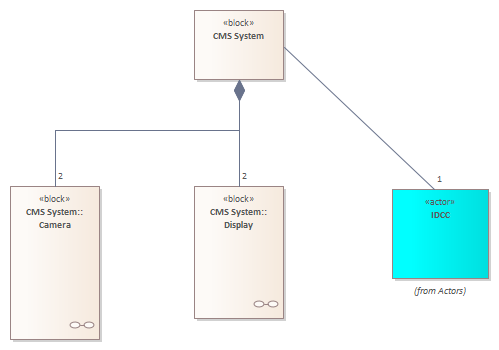 «block»
CMS System
2
2
1
«block»
CMS System::
Camera
«block»
CMS System::
Display
«actor»
IDCC
(from Actors)